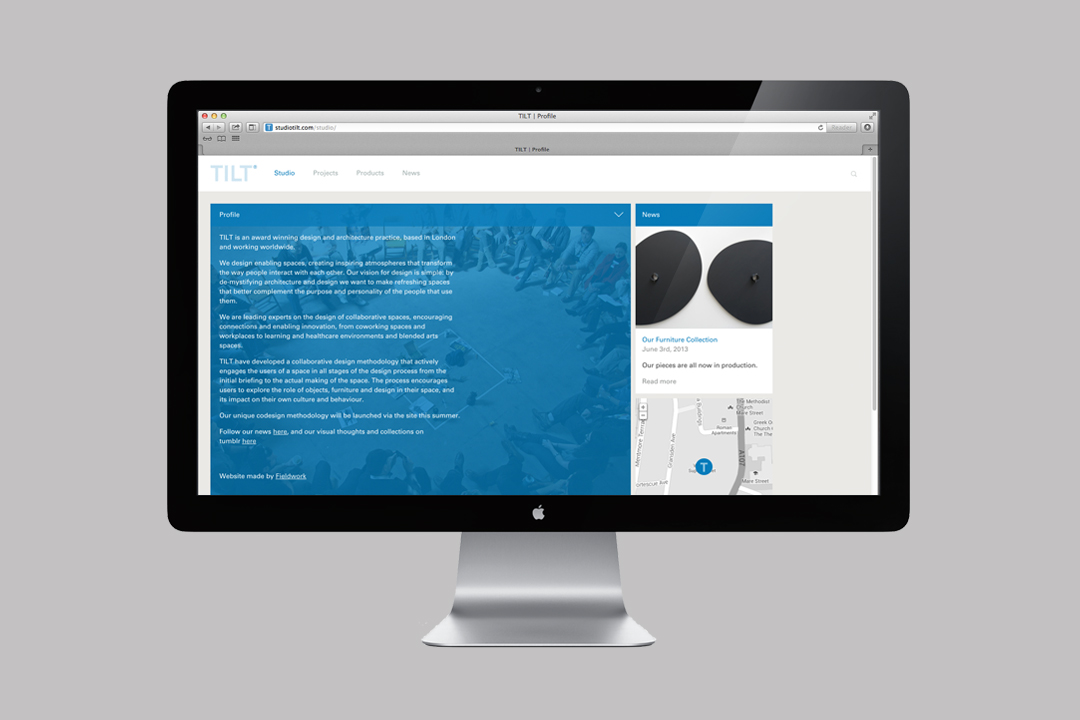 TILT | Profile
studiotilt.com/studio/
Reader
TILT | Profile
TILT®
Studio
Projects
Products
News
Profile
TILT is an award winning design and architecture practice, based in London
and working worldwide.
We design enabling spaces, creating inspiring atmospheres that transform
the way people interact with each other. Our vision for design is simple: by
de-mystifying architecture and design we want to make refreshing spaces
that better complement the purpose and personality of the people that use
them.
We are leading experts on the design of collaborative spaces, encouraging
connections and enabling innovation, from coworking spaces and
workplaces to learning and healthcare environments and blended arts
spaces.
TILT have developed a collaborative design methodology that actively
engages the users of a space in all stages of the design process from the
initial briefing to the actual making of the space. The process encourages
users to explore the role of objects, furniture and design in their space, and
its impact on their own culture and behaviour.
Our unique codesign methodology will be launched via the site this summer.
Follow our news here, and our visual thoughts and collections on
tumblr here
Website made by Fieldwork
News
Our Furniture Collection
June 3rd, 2013
Our pieces are all now in production.
Read more
Methodist
Church
Mare Street
Roman
Apartments
Greek O
Church
The The
Mentmore Terra
Gransden Ave
A107
T
ortescue Ave
Mare Street